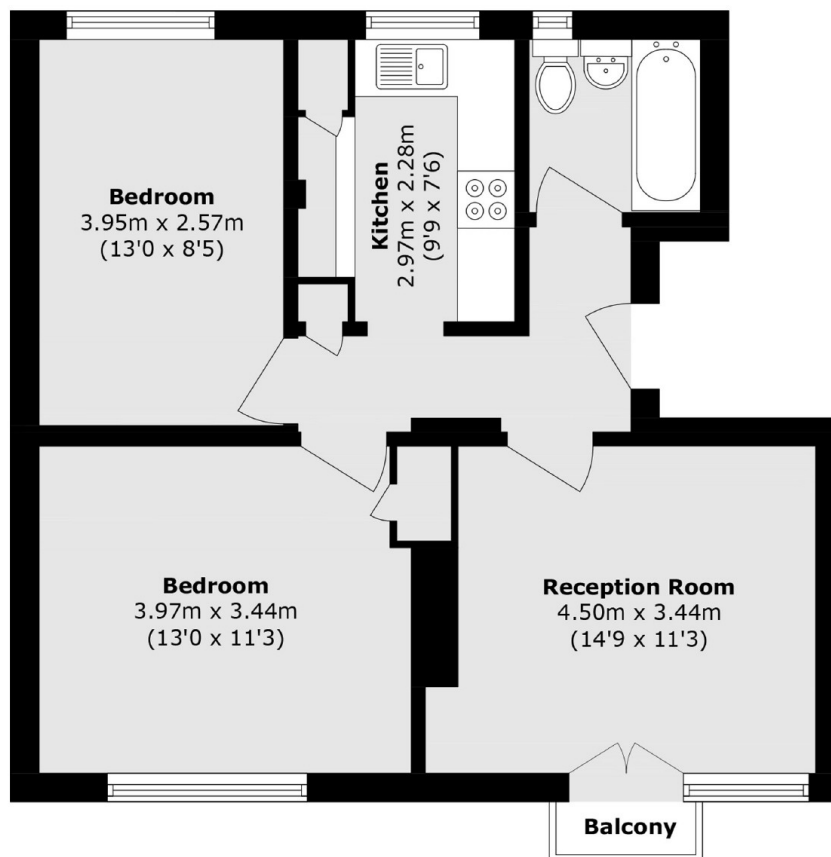 Bedroom
3.95m x 2.57m
(13'0 x 8'5)
Kitchen
2.97m x 2.28m
(9'9 x 7'6)
Bedroom
3.97m x 3.44m
(13'0 x 11'3)
Reception Room
4.50m x 3.44m
(14'9 x 11'3)
Balcony